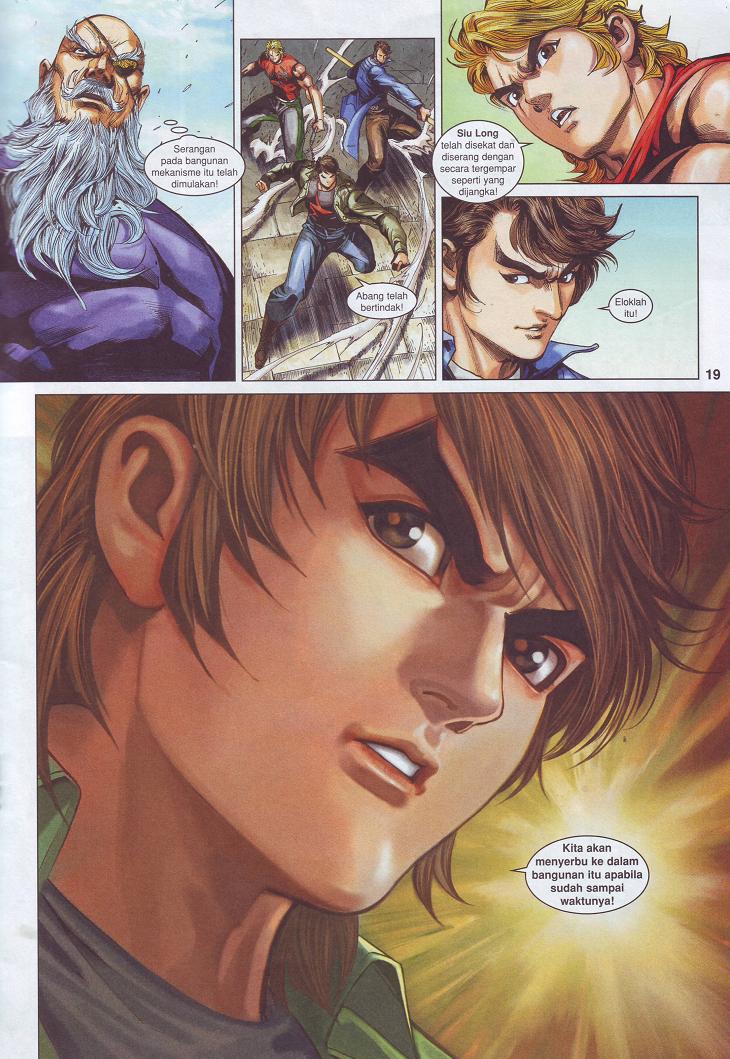 Serangan
pada bangunan
mekanisme itu telah
dimulakan!
Abang telah
bertindak!
Siu Long
telah disekat dan
diserang dengan
secara tergempar
seperti yang
dijangka!
Eloklah
itu!
19
Kita akan
menyerbu ke dalam
bangunan itu apabila
sudah sampai
waktunya!